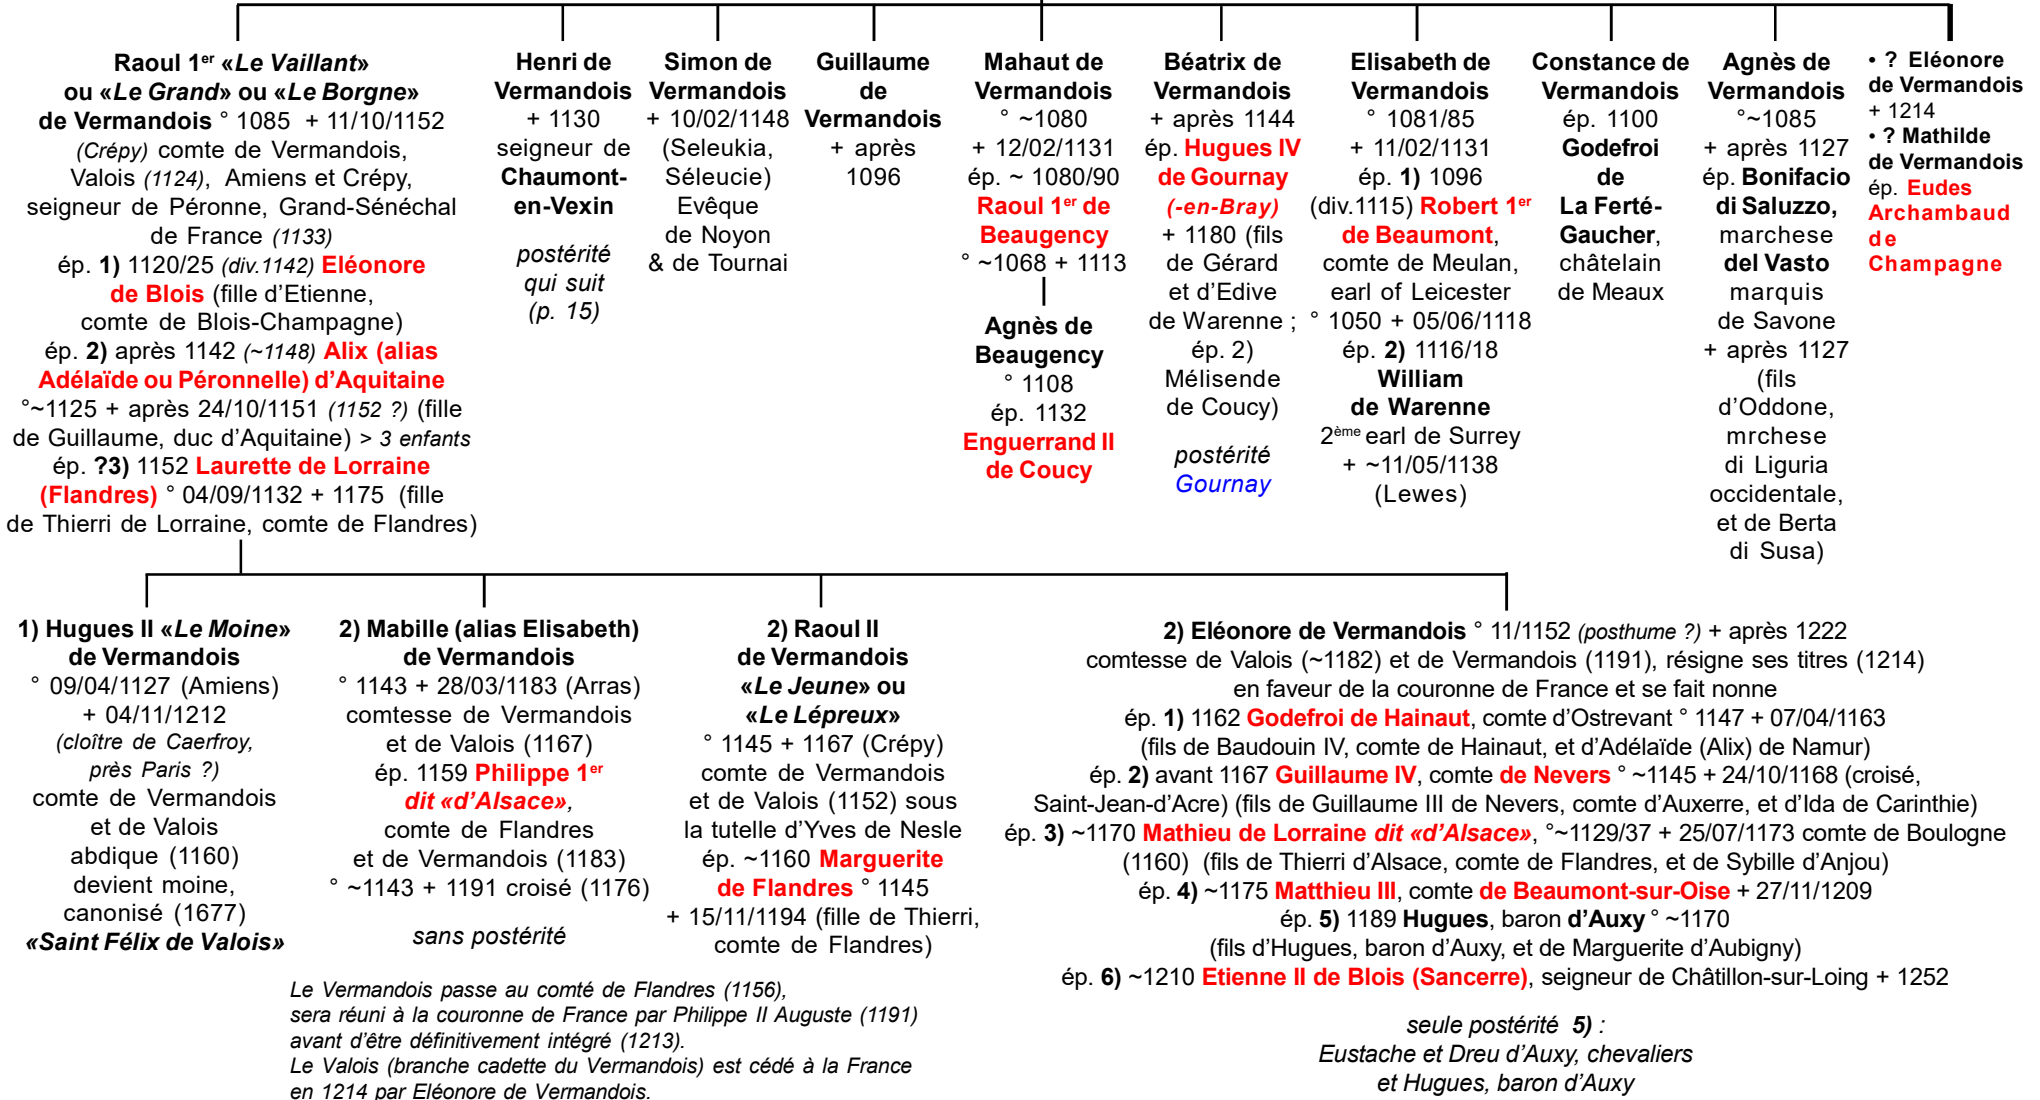 Raoul 1er «Le Vaillant»
ou «Le Grand» ou «Le Borgne»
de Vermandois ° 1085 + 11/10/1152
(Crépy) comte de Vermandois,
Valois (1124), Amiens et Crépy,
seigneur de Péronne, Grand-Sénéchal
de France (1133)
ép. 1) 1120/25 (div.1142) Eléonore
de Blois (fille d'Etienne,
comte de Blois-Champagne)
ép. 2) après 1142 (~1148) Alix (alias
Adélaïde ou Péronnelle) d'Aquitaine
°~1125 + après 24/10/1151 (1152 ?) (fille
de Guillaume, duc d'Aquitaine) > 3 enfants
ép. ?3) 1152 Laurette de Lorraine
(Flandres) ° 04/09/1132 + 1175 (fille
de Thierri de Lorraine, comte de Flandres)
Henri de
Vermandois
+ 1130
seigneur de
Chaumont-
en-Vexin
postérité
qui suit
(p. 15)
Simon de
Vermandois
+ 10/02/1148
(Seleukia,
Séleucie)
Evêque
de Noyon
& de Tournai
Guillaume
de
Vermandois
+ après
1096
Mahaut de
Vermandois
° ~1080
+ 12/02/1131
ép. ~ 1080/90
Raoul 1er de
Beaugency
° ~1068 + 1113
Agnès de
Beaugency
° 1108
ép. 1132
Enguerrand II
de Coucy
Béatrix de
Vermandois
+ après 1144
ép. Hugues IV
de Gournay
(-en-Bray)
+ 1180 (fils
de Gérard
et d'Edive
de Warenne ;
ép. 2)
Mélisende
de Coucy)
postérité
Gournay
Elisabeth de
Vermandois
° 1081/85
+ 11/02/1131
ép. 1) 1096
(div.1115) Robert 1er
de Beaumont,
comte de Meulan,
earl of Leicester
° 1050 + 05/06/1118
ép. 2) 1116/18
William
de Warenne
2ème earl de Surrey
+ ~11/05/1138
(Lewes)
Constance de
Vermandois
ép. 1100
Godefroi
de
La Ferté-
Gaucher,
châtelain
de Meaux
Agnès de
Vermandois
°~1085
+ après 1127
ép. Bonifacio
di Saluzzo,
marchese
del Vasto
marquis
de Savone
+ après 1127
(fils
d'Oddone,
mrchese
di Liguria
occidentale,
et de Berta
di Susa)
• ? Eléonore
de Vermandois
+ 1214
• ? Mathilde
de Vermandois
ép. Eudes
Archambaud
de
Champagne
1) Hugues II «Le Moine»
de Vermandois
° 09/04/1127 (Amiens)
+ 04/11/1212
(cloître de Caerfroy,
près Paris ?)
comte de Vermandois
et de Valois
abdique (1160)
devient moine,
canonisé (1677)
«Saint Félix de Valois»
2) Mabille (alias Elisabeth)
de Vermandois
° 1143 + 28/03/1183 (Arras)
comtesse de Vermandois
et de Valois (1167)
ép. 1159 Philippe 1er
dit «d'Alsace»,
comte de Flandres
et de Vermandois (1183)
° ~1143 + 1191 croisé (1176)
sans postérité
2) Raoul II
de Vermandois
«Le Jeune» ou
«Le Lépreux»
° 1145 + 1167 (Crépy)
comte de Vermandois
et de Valois (1152) sous
la tutelle d'Yves de Nesle
ép. ~1160 Marguerite
de Flandres ° 1145
+ 15/11/1194 (fille de Thierri,
comte de Flandres)
2) Eléonore de Vermandois ° 11/1152 (posthume ?) + après 1222
comtesse de Valois (~1182) et de Vermandois (1191), résigne ses titres (1214)
en faveur de la couronne de France et se fait nonne
ép. 1) 1162 Godefroi de Hainaut, comte d'Ostrevant ° 1147 + 07/04/1163
(fils de Baudouin IV, comte de Hainaut, et d'Adélaïde (Alix) de Namur)
ép. 2) avant 1167 Guillaume IV, comte de Nevers ° ~1145 + 24/10/1168 (croisé,
Saint-Jean-d'Acre) (fils de Guillaume III de Nevers, comte d'Auxerre, et d'Ida de Carinthie)
ép. 3) ~1170 Mathieu de Lorraine dit «d'Alsace», °~1129/37 + 25/07/1173 comte de Boulogne
(1160) (fils de Thierri d'Alsace, comte de Flandres, et de Sybille d'Anjou)
ép. 4) ~1175 Matthieu III, comte de Beaumont-sur-Oise + 27/11/1209
ép. 5) 1189 Hugues, baron d'Auxy ° ~1170
(fils d'Hugues, baron d'Auxy, et de Marguerite d'Aubigny)
ép. 6) ~1210 Etienne II de Blois (Sancerre), seigneur de Châtillon-sur-Loing + 1252
seule postérité 5) :
Eustache et Dreu d'Auxy, chevaliers
et Hugues, baron d'Auxy
Le Vermandois passe au comté de Flandres (1156),
sera réuni à la couronne de France par Philippe II Auguste (1191)
avant d'être définitivement intégré (1213).
Le Valois (branche cadette du Vermandois) est cédé à la France
en 1214 par Eléonore de Vermandois.